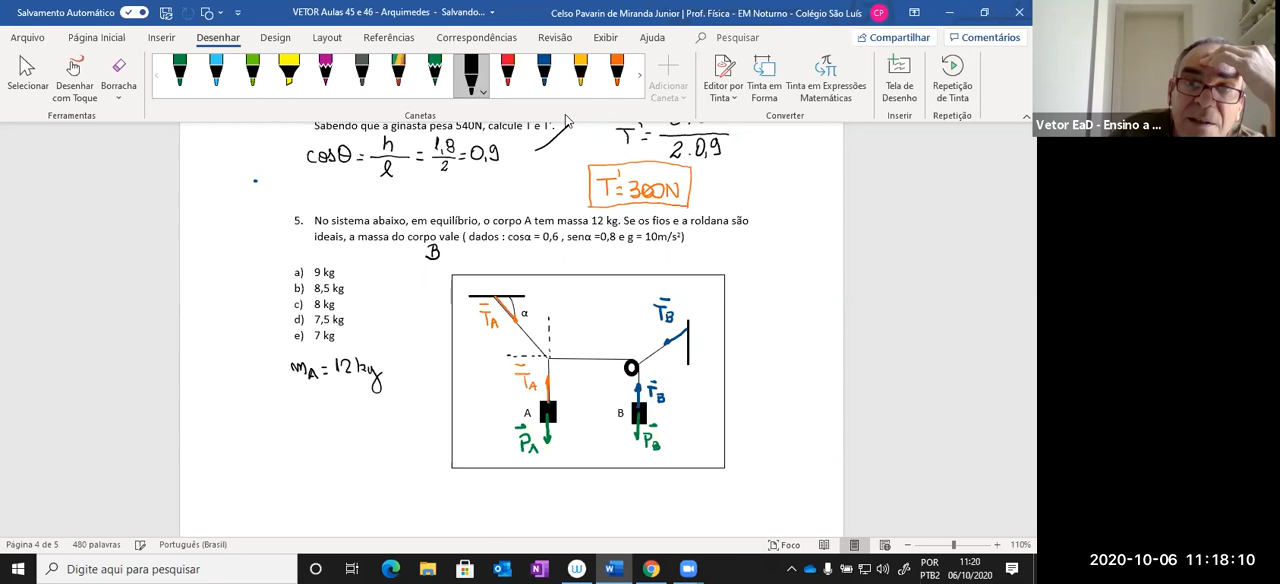 Salvamento Automático
VETOR Aulas 45 e 46 - Arquimedes - Salvando...
Celso Pavarin de Miranda Junior | Prof. Física - EM Noturno - Colégio São Luís
CP
Arquivo Página Inicial Inserir Desenhar Design Layout Referências Correspondências Revisão Exibir Ajuda Pesquisar
Compartilhar Comentários
Selecionar
Desenhar com Toque
Borracha
Adicionar Caneta
Editor por Tinta
Tinta em Forma
Tinta em Expressões Matemáticas
Tela de Desenho
Repetição de Tinta
Ferramentas Canetas Converter Inserir Repetição
Vetor EaD - Ensino a ...
Sabendo que a ginasta pesa 540N, calcule T e T'.
cosθ = h/l = 1,8/2 = 0,9
T' = 2.0,9
T' = 300N
5. No sistema abaixo, em equilíbrio, o corpo A tem massa 12 kg. Se os fios e a roldana são
ideais, a massa do corpo vale ( dados : cosα = 0,6 , senα =0,8 e g = 10m/s²)
B
a) 9 kg
b) 8,5 kg
c) 8 kg
d) 7,5 kg
e) 7 kg
mA = 12 kg
TA
α
TB
TA
TB
A
B
PA
PB
Página 4 de 5 480 palavras Português (Brasil) Foco 110%
Digite aqui para pesquisar
POR
PTB2
11:20
06/10/2020
2020-10-06 11:18:10